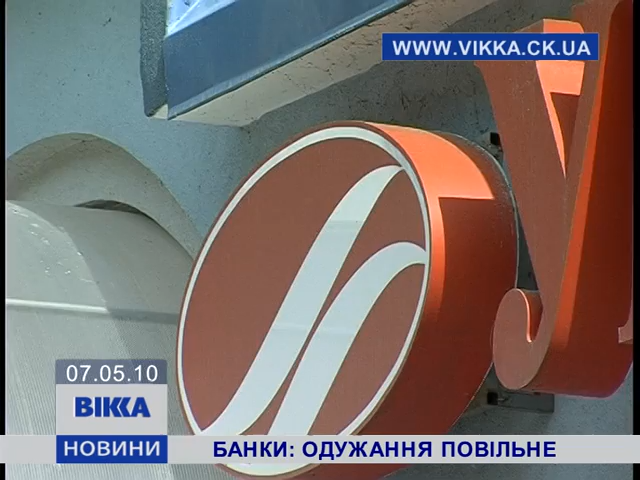 WWW.VIKKA.CK.UA
У
07.05.10
ВІККА
НОВИНИ
БАНКИ: ОДУЖАННЯ ПОВІЛЬНЕ